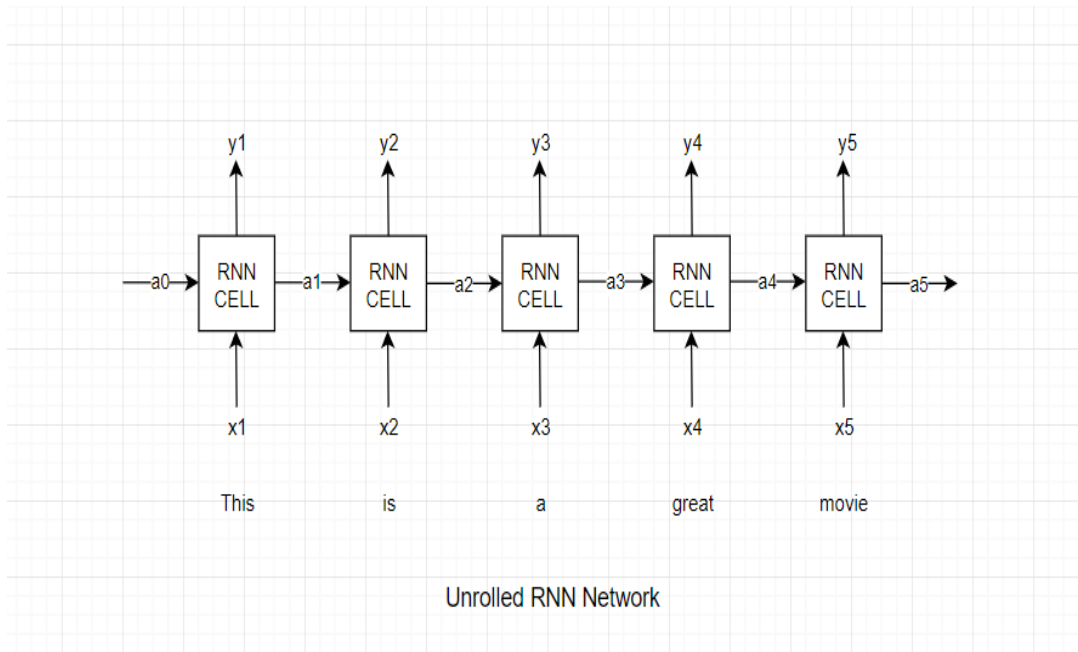 y1 y2 y3 y4 y5
RNN RNN RNN RNN RNN
a0 a1 a2 a3 a4 a5
CELL CELL CELL CELL CELL
x1 x2 x3 x4 x5
This is a great movie
Unrolled RNN Network